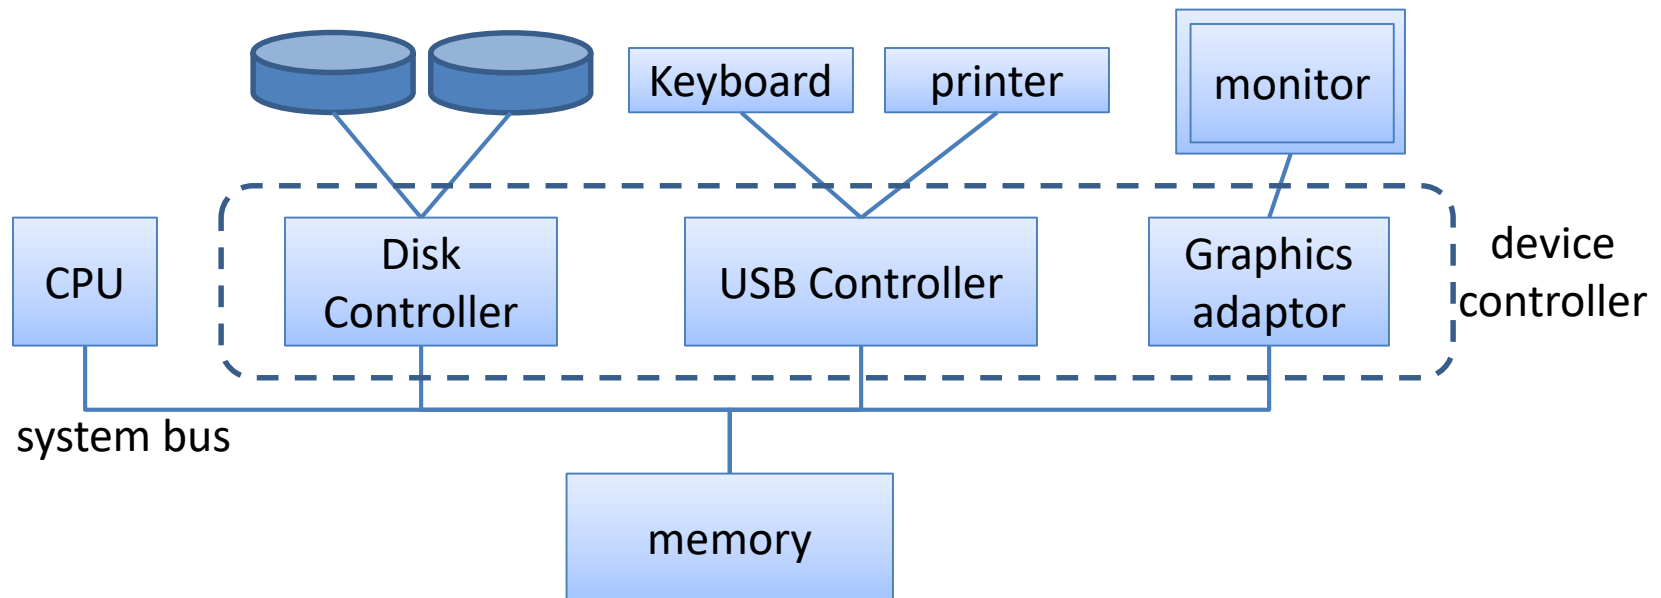 Keyboard
printer
monitor
CPU
Disk
Controller
USB Controller
Graphics
adaptor
device
controller
system bus
memory